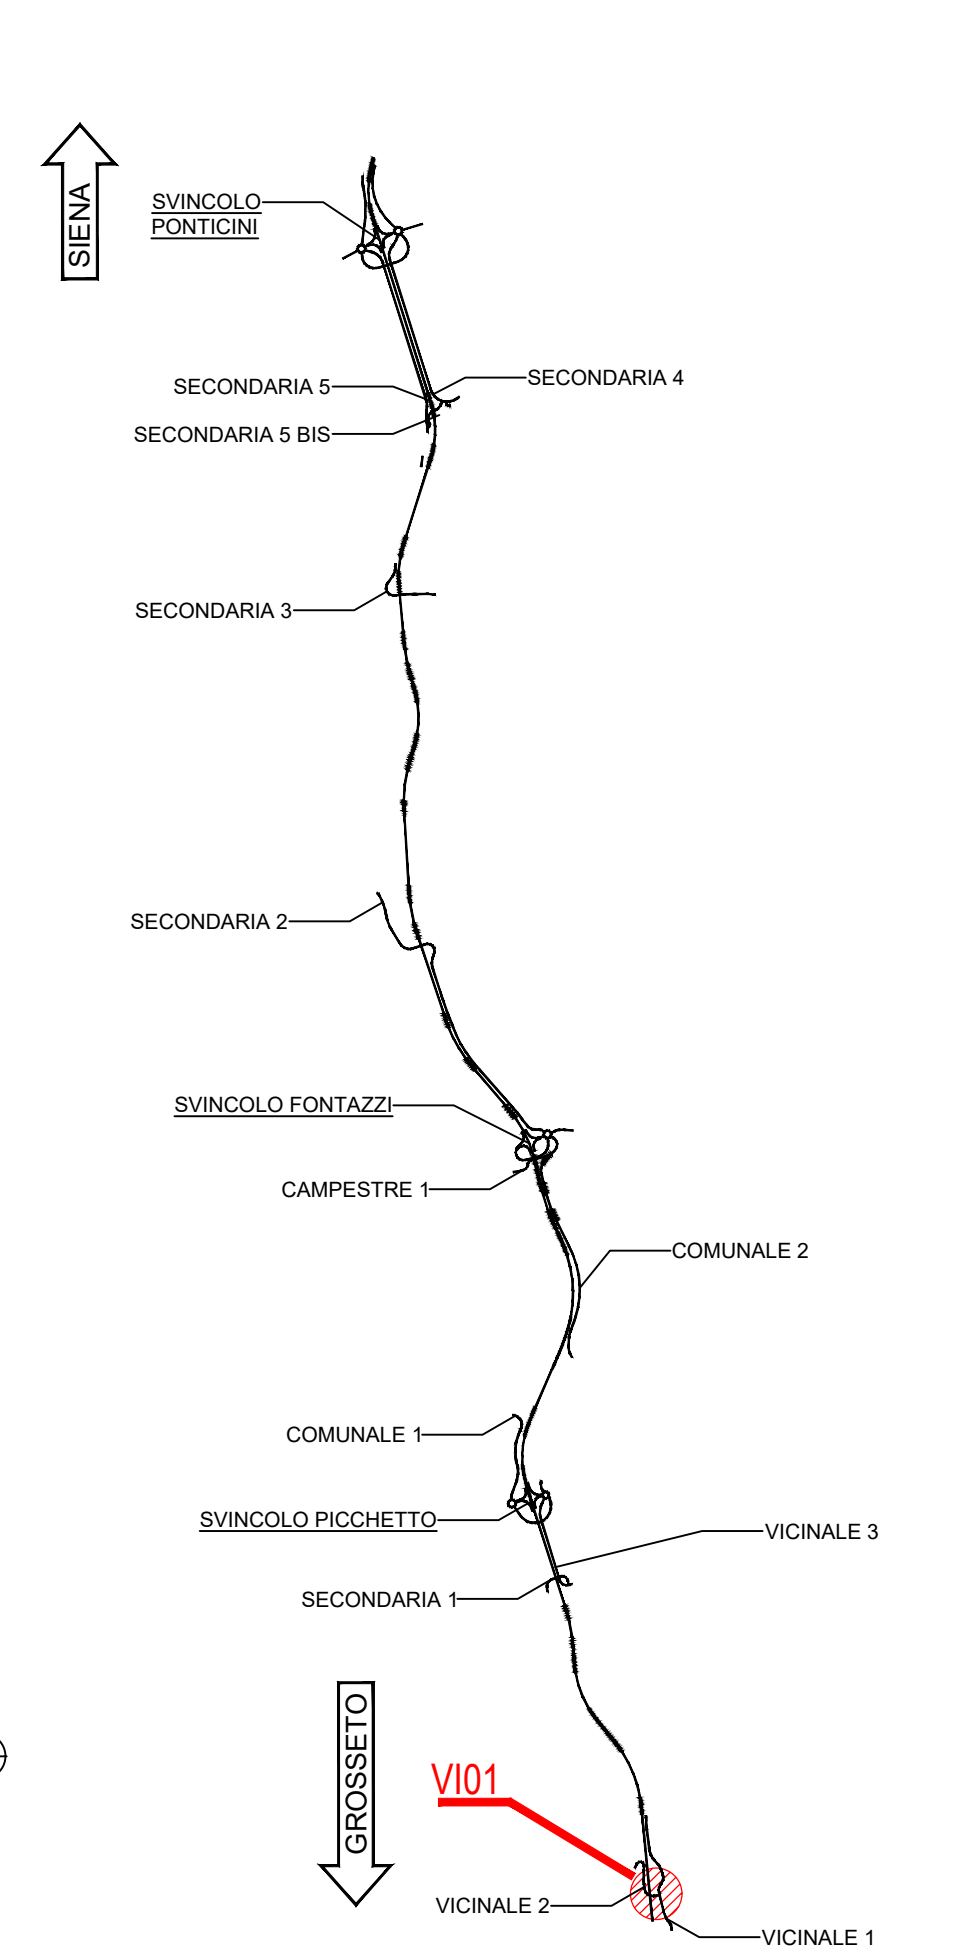 SIENA
SVINCOLO
PONTICINI
SECONDARIA 4
SECONDARIA 5
SECONDARIA 5 BIS
SECONDARIA 3
SECONDARIA 2
SVINCOLO FONTAZZI
CAMPESTRE 1
COMUNALE 2
COMUNALE 1
SVINCOLO PICCHETTO
VICINALE 3
SECONDARIA 1
GROSSETO
VI01
VICINALE 2
VICINALE 1